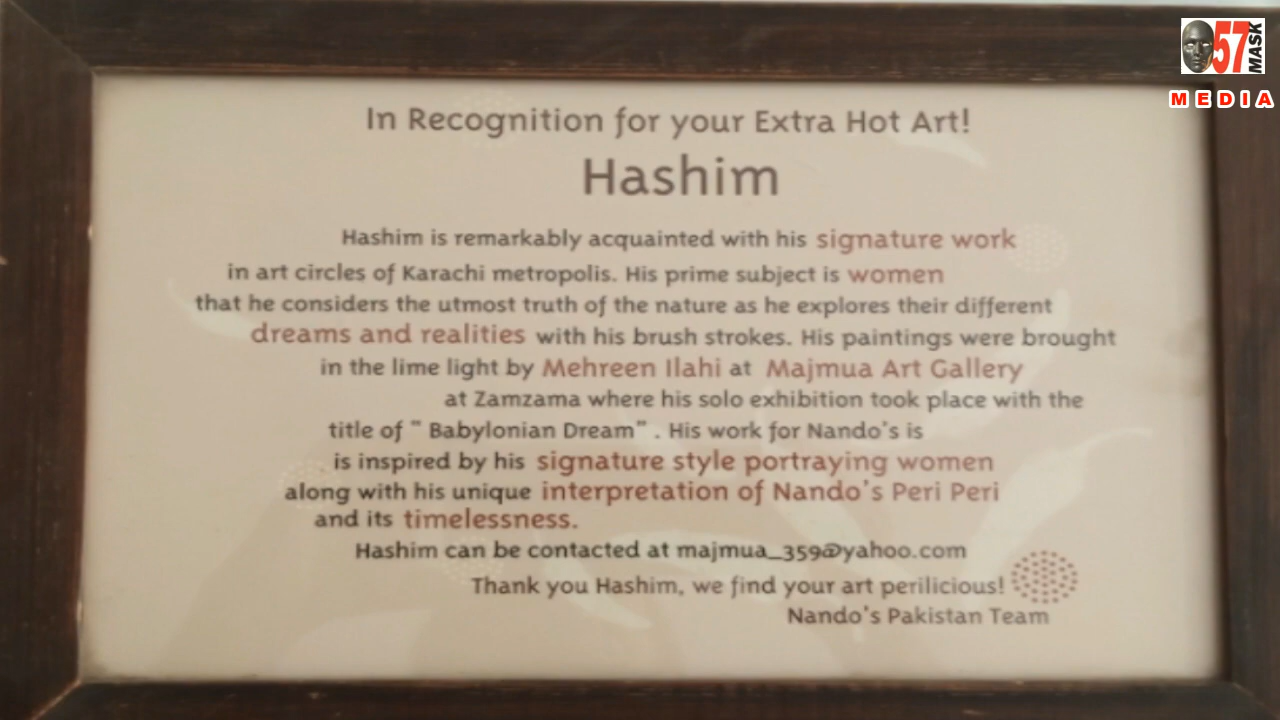 57 MASK
MEDIA
In Recognition for your Extra Hot Art!
Hashim
Hashim is remarkably acquainted with his signature work
in art circles of Karachi metropolis. His prime subject is women
that he considers the utmost truth of the nature as he explores their different
dreams and realities with his brush strokes. His paintings were brought
in the lime light by Mehreen Ilahi at Majmua Art Gallery
at Zamzama where his solo exhibition took place with the
title of " Babylonian Dream" . His work for Nando's is
is inspired by his signature style portraying women
along with his unique interpretation of Nando's Peri Peri
and its timelessness.
Hashim can be contacted at majmua_359@yahoo.com
Thank you Hashim, we find your art perilicious!
Nando's Pakistan Team